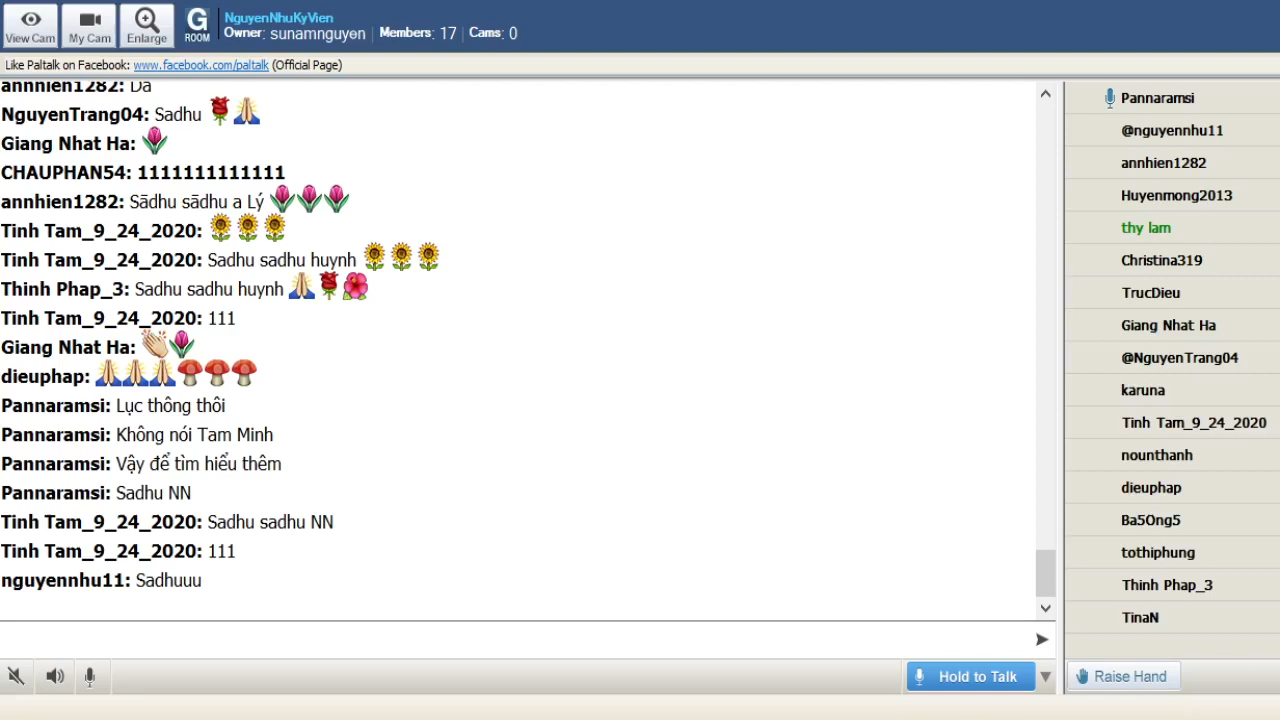 View Cam
My Cam
Enlarge
G
ROOM
NguyenNhuKyVien
Owner: sunamnguyen
Members: 17
Cams: 0
Like Paltalk on Facebook: www.facebook.com/paltalk (Official Page)
annhien1282: Dạ
NguyenTrang04: Sadhu
Giang Nhat Ha:
CHAUPHAN54: 1111111111111
annhien1282: Sādhu sādhu a Lý
Tinh Tam_9_24_2020:
Tinh Tam_9_24_2020: Sadhu sadhu huynh
Thinh Phap_3: Sadhu sadhu huynh
Tinh Tam_9_24_2020: 111
Giang Nhat Ha:
dieuphap:
Pannaramsi: Lục thông thôi
Pannaramsi: Không nói Tam Minh
Pannaramsi: Vậy để tìm hiểu thêm
Pannaramsi: Sadhu NN
Tinh Tam_9_24_2020: Sadhu sadhu NN
Tinh Tam_9_24_2020: 111
nguyennhu11: Sadhuuu
Hold to Talk
Pannaramsi
@nguyennhu11
annhien1282
Huyenmong2013
thy lam
Christina319
TrucDieu
Giang Nhat Ha
@NguyenTrang04
karuna
Tinh Tam_9_24_2020
nounthanh
dieuphap
Ba5Ong5
tothiphung
Thinh Phap_3
TinaN
Raise Hand